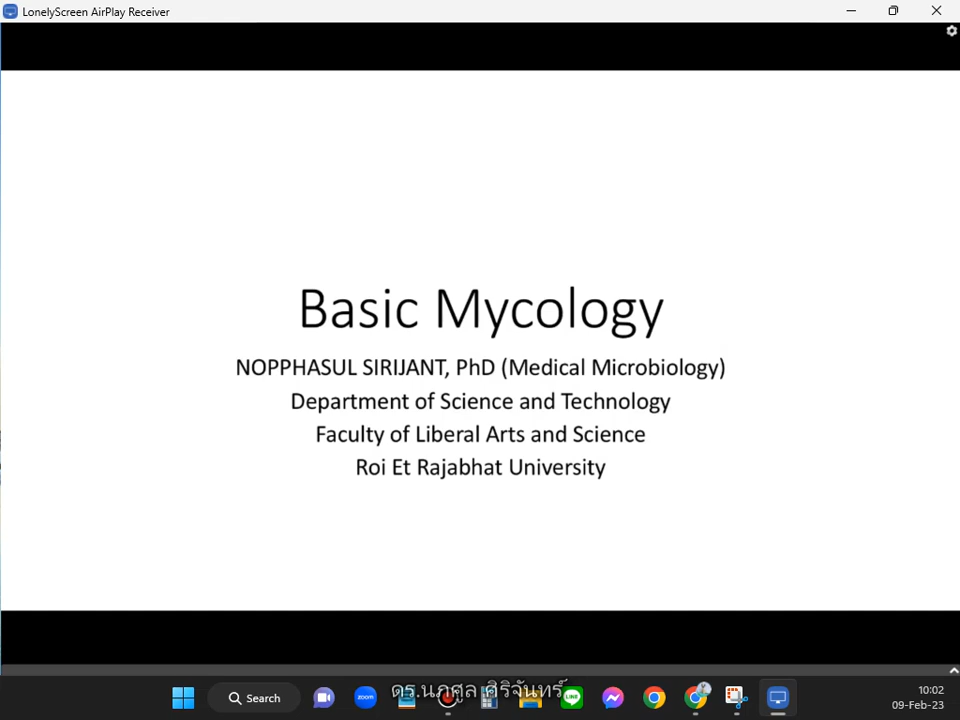 LonelyScreen AirPlay Receiver
Basic Mycology
NOPPHASUL SIRIJANT, PhD (Medical Microbiology)
Department of Science and Technology
Faculty of Liberal Arts and Science
Roi Et Rajabhat University
ดร.นภศูล ศิริจันทร์
Search
zoom
LINE
10:02
09-Feb-23